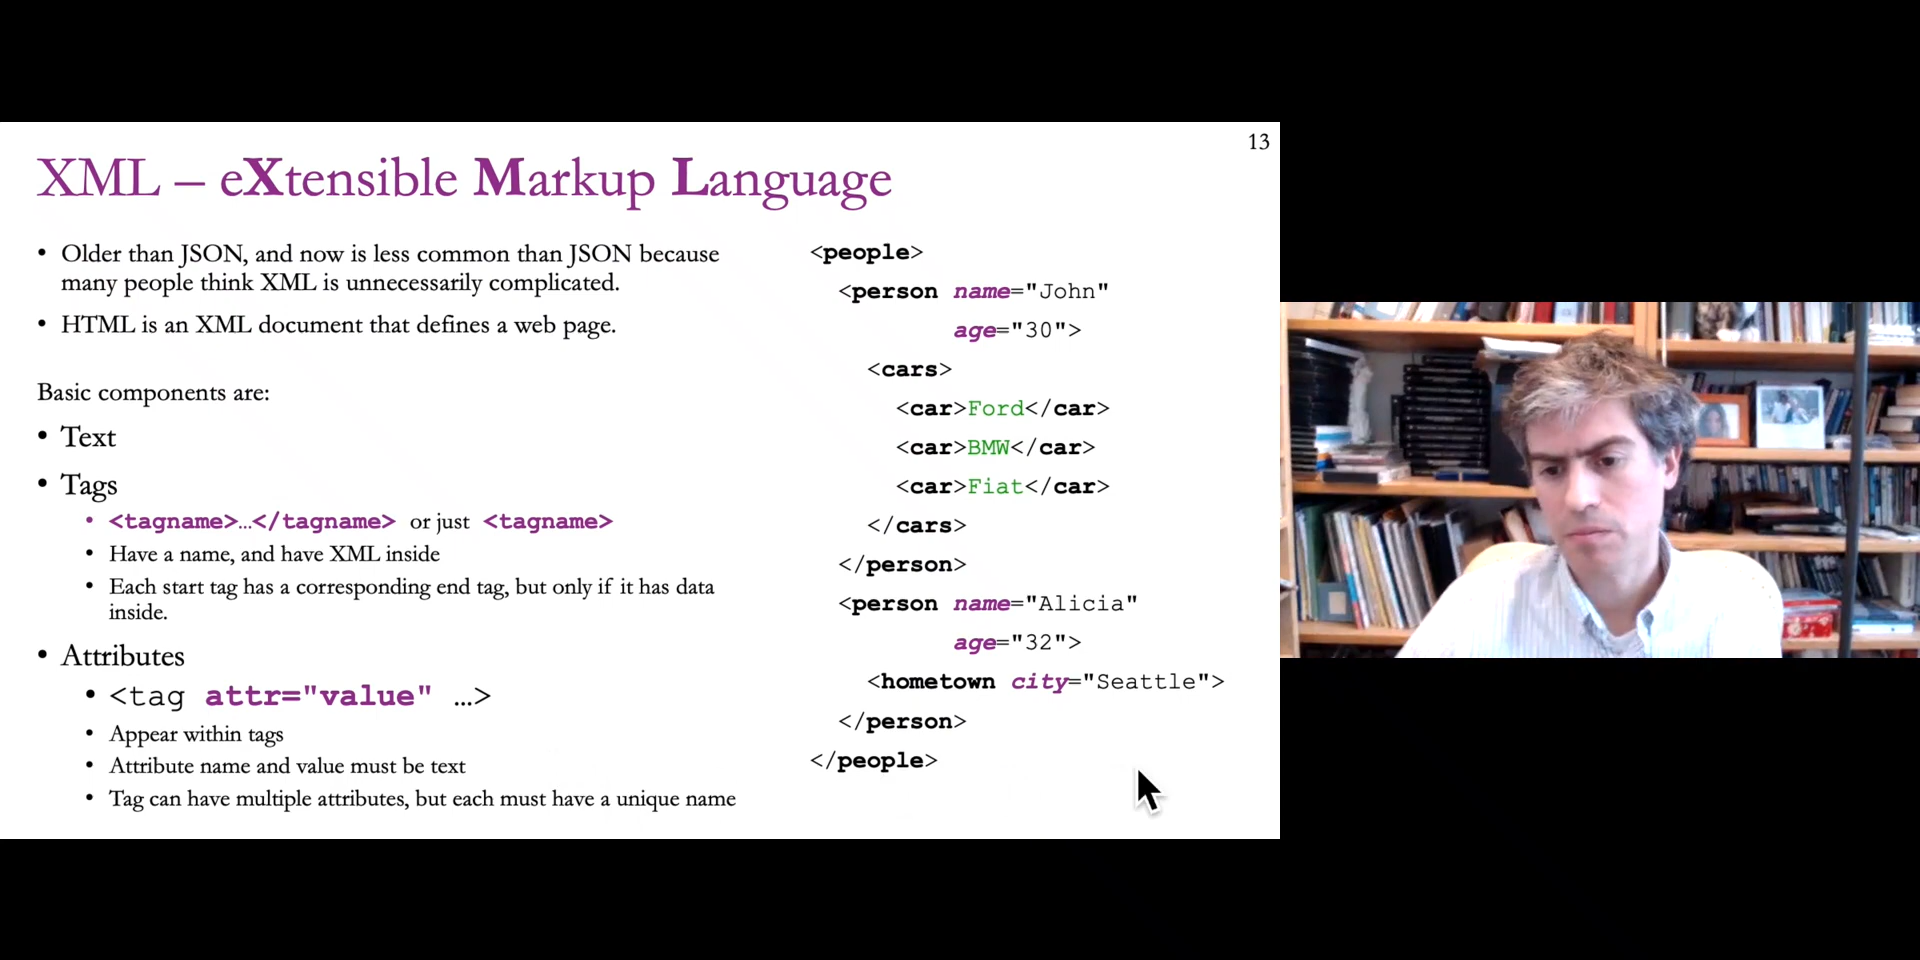 13
XML – eXtensible Markup Language
• Older than JSON, and now is less common than JSON because
many people think XML is unnecessarily complicated.
• HTML is an XML document that defines a web page.
Basic components are:
• Text
• Tags
• <tagname>…</tagname> or just <tagname>
• Have a name, and have XML inside
• Each start tag has a corresponding end tag, but only if it has data
inside.
• Attributes
• <tag attr="value" …>
• Appear within tags
• Attribute name and value must be text
• Tag can have multiple attributes, but each must have a unique name
<people>
<person name="John"
age="30">
<cars>
<car>Ford</car>
<car>BMW</car>
<car>Fiat</car>
</cars>
</person>
<person name="Alicia"
age="32">
<hometown city="Seattle">
</person>
</people>